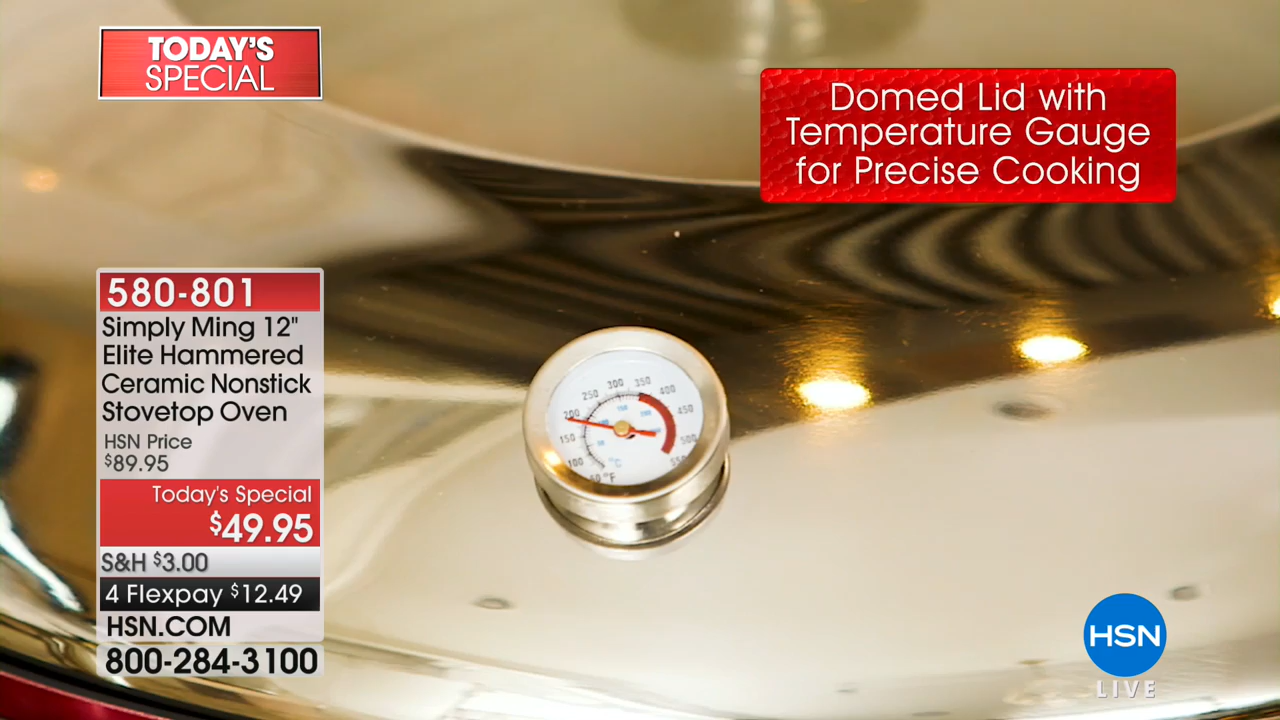 TODAY'S
SPECIAL
Domed Lid with
Temperature Gauge
for Precise Cooking
580-801
Simply Ming 12"
Elite Hammered
Ceramic Nonstick
Stovetop Oven
HSN Price
$89.95
Today's Special
$49.95
S&H $3.00
4 Flexpay $12.49
HSN.COM
800-284-3100
100
150
200
250
300
350
400
450
500
550
°C
°F
HSN
LIVE